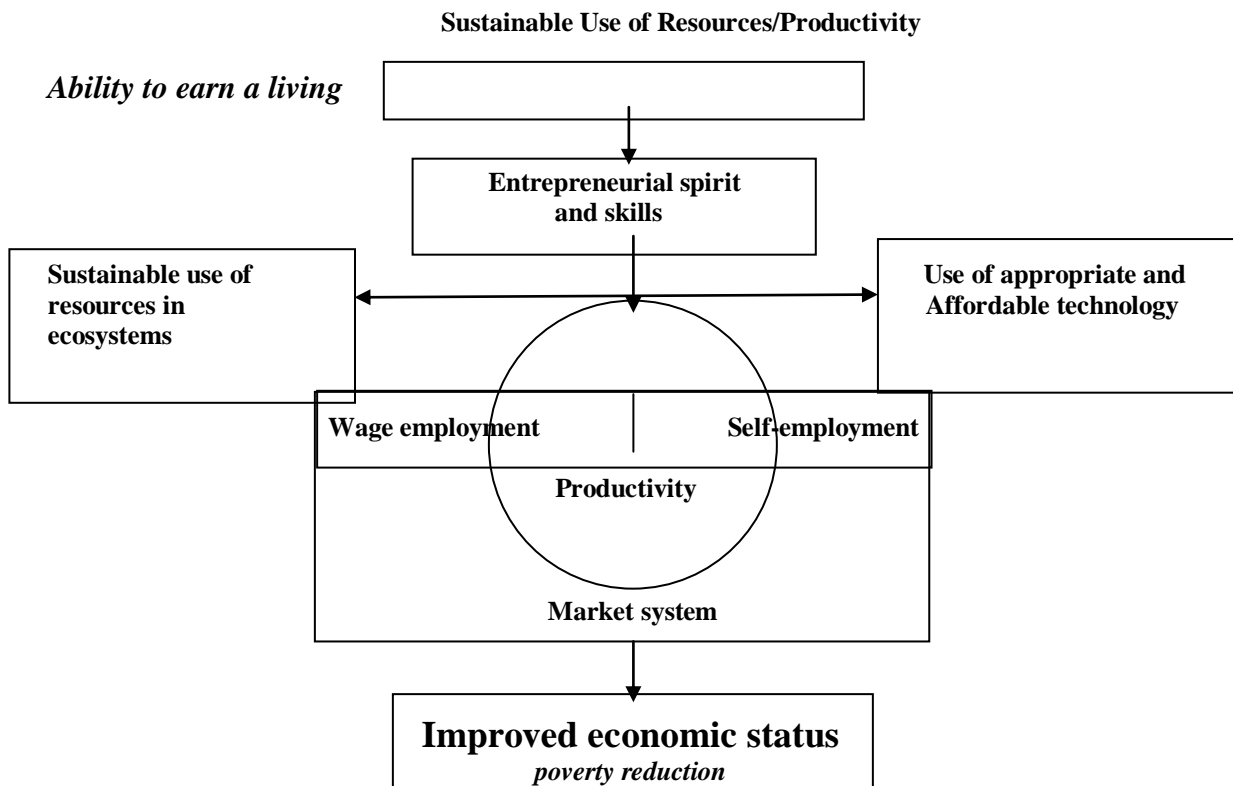 Sustainable Use of Resources/Productivity
Ability to earn a living
Entrepreneurial spirit
and skills
Sustainable use of
resources in
ecosystems
Use of appropriate and
Affordable technology
Wage employment
Self-employment
Productivity
Market system
Improved economic status
poverty reduction